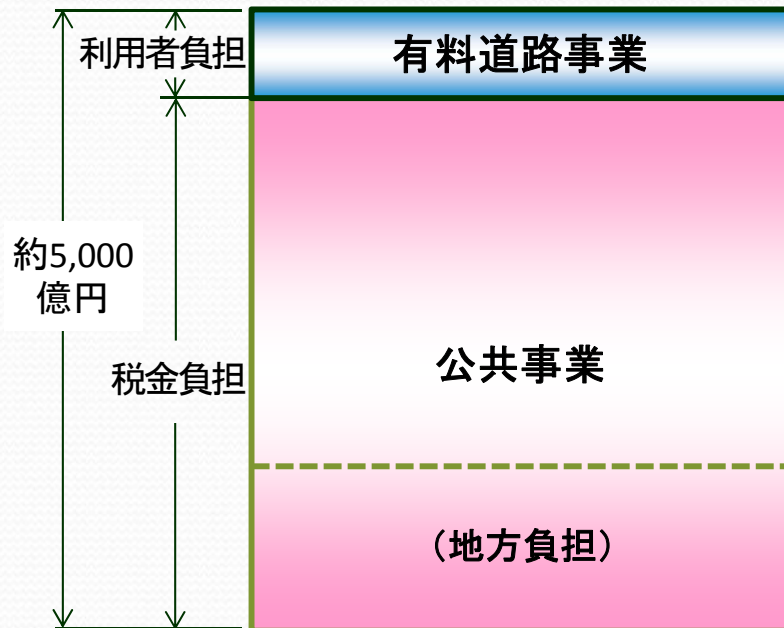 利用者負担
有料道路事業
約5,000
億円
税金負担
公共事業
（地方負担）